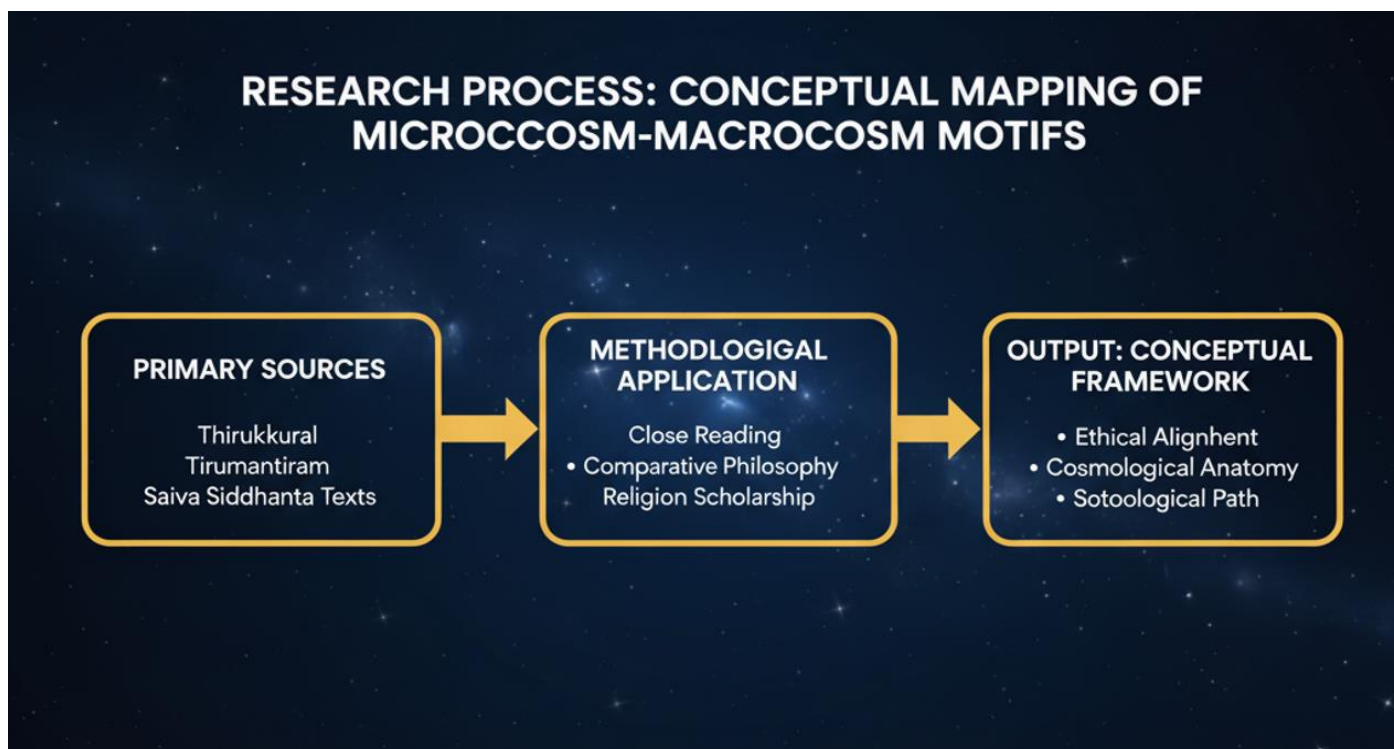 RESEARCH PROCESS: CONCEPTUAL MAPPING OF
MICROCCOSM-MACROCOSM MOTIFS
PRIMARY SOURCES
Thirukkural
Tirumantiram
Saiva Siddhanta Texts
METHODLOGIGAL
APPLICATION
Close Reading
• Comparative Philosophy
Religion Scholarship
OUTPUT: CONCEPTUAL
FRAMEWORK
• Ethical Alignhent
• Cosmological Anatomy
• Sotoological Path